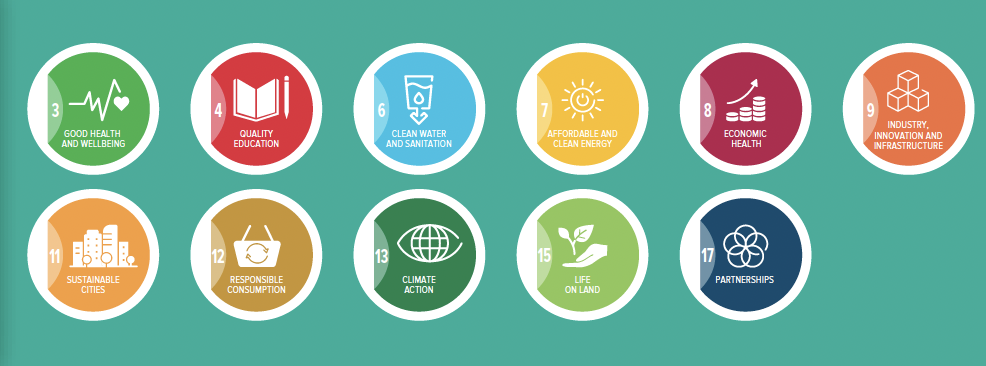 3
GOOD HEALTH
AND WELLBEING
4
QUALITY
EDUCATION
6
CLEAN WATER
AND SANITATION
7
AFFORDABLE AND
CLEAN ENERGY
8
ECONOMIC
HEALTH
9
INDUSTRY,
INNOVATION AND
INFRASTRUCTURE
11
SUSTAINABLE
CITIES
12
RESPONSIBLE
CONSUMPTION
13
CLIMATE
ACTION
15
LIFE
ON LAND
17
PARTNERSHIPS